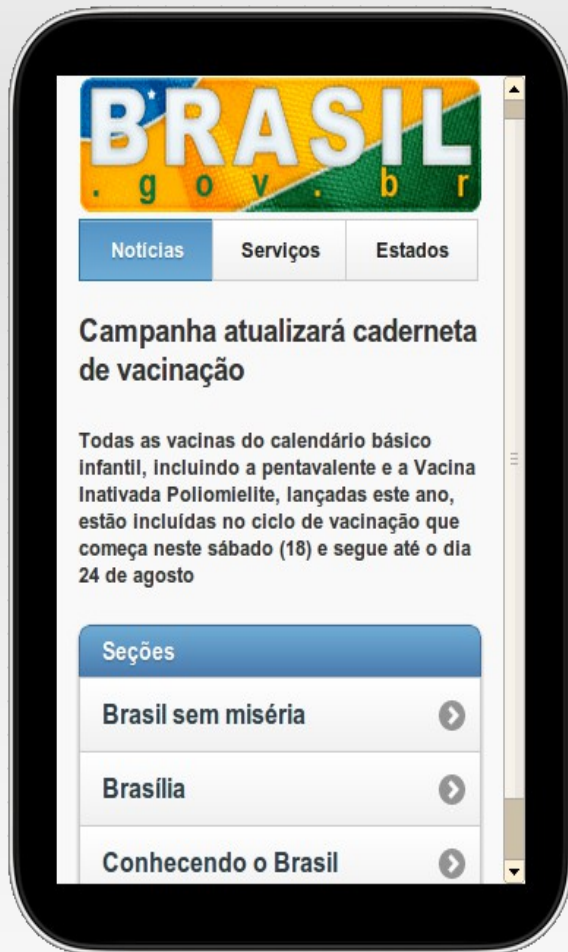 BRASIL
.gov.br
Notícias Serviços Estados
Campanha atualizará caderneta
de vacinação
Todas as vacinas do calendário básico
infantil, incluindo a pentavalente e a Vacina
Inativada Poliomielite, lançadas este ano,
estão incluídas no ciclo de vacinação que
começa neste sábado (18) e segue até o dia
24 de agosto
Seções
Brasil sem miséria
Brasília
Conhecendo o Brasil